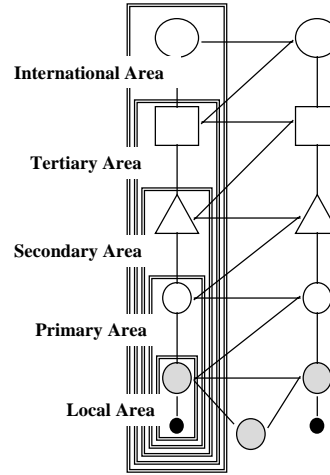 International Area
Tertiary Area
Secondary Area
Primary Area
Local Area